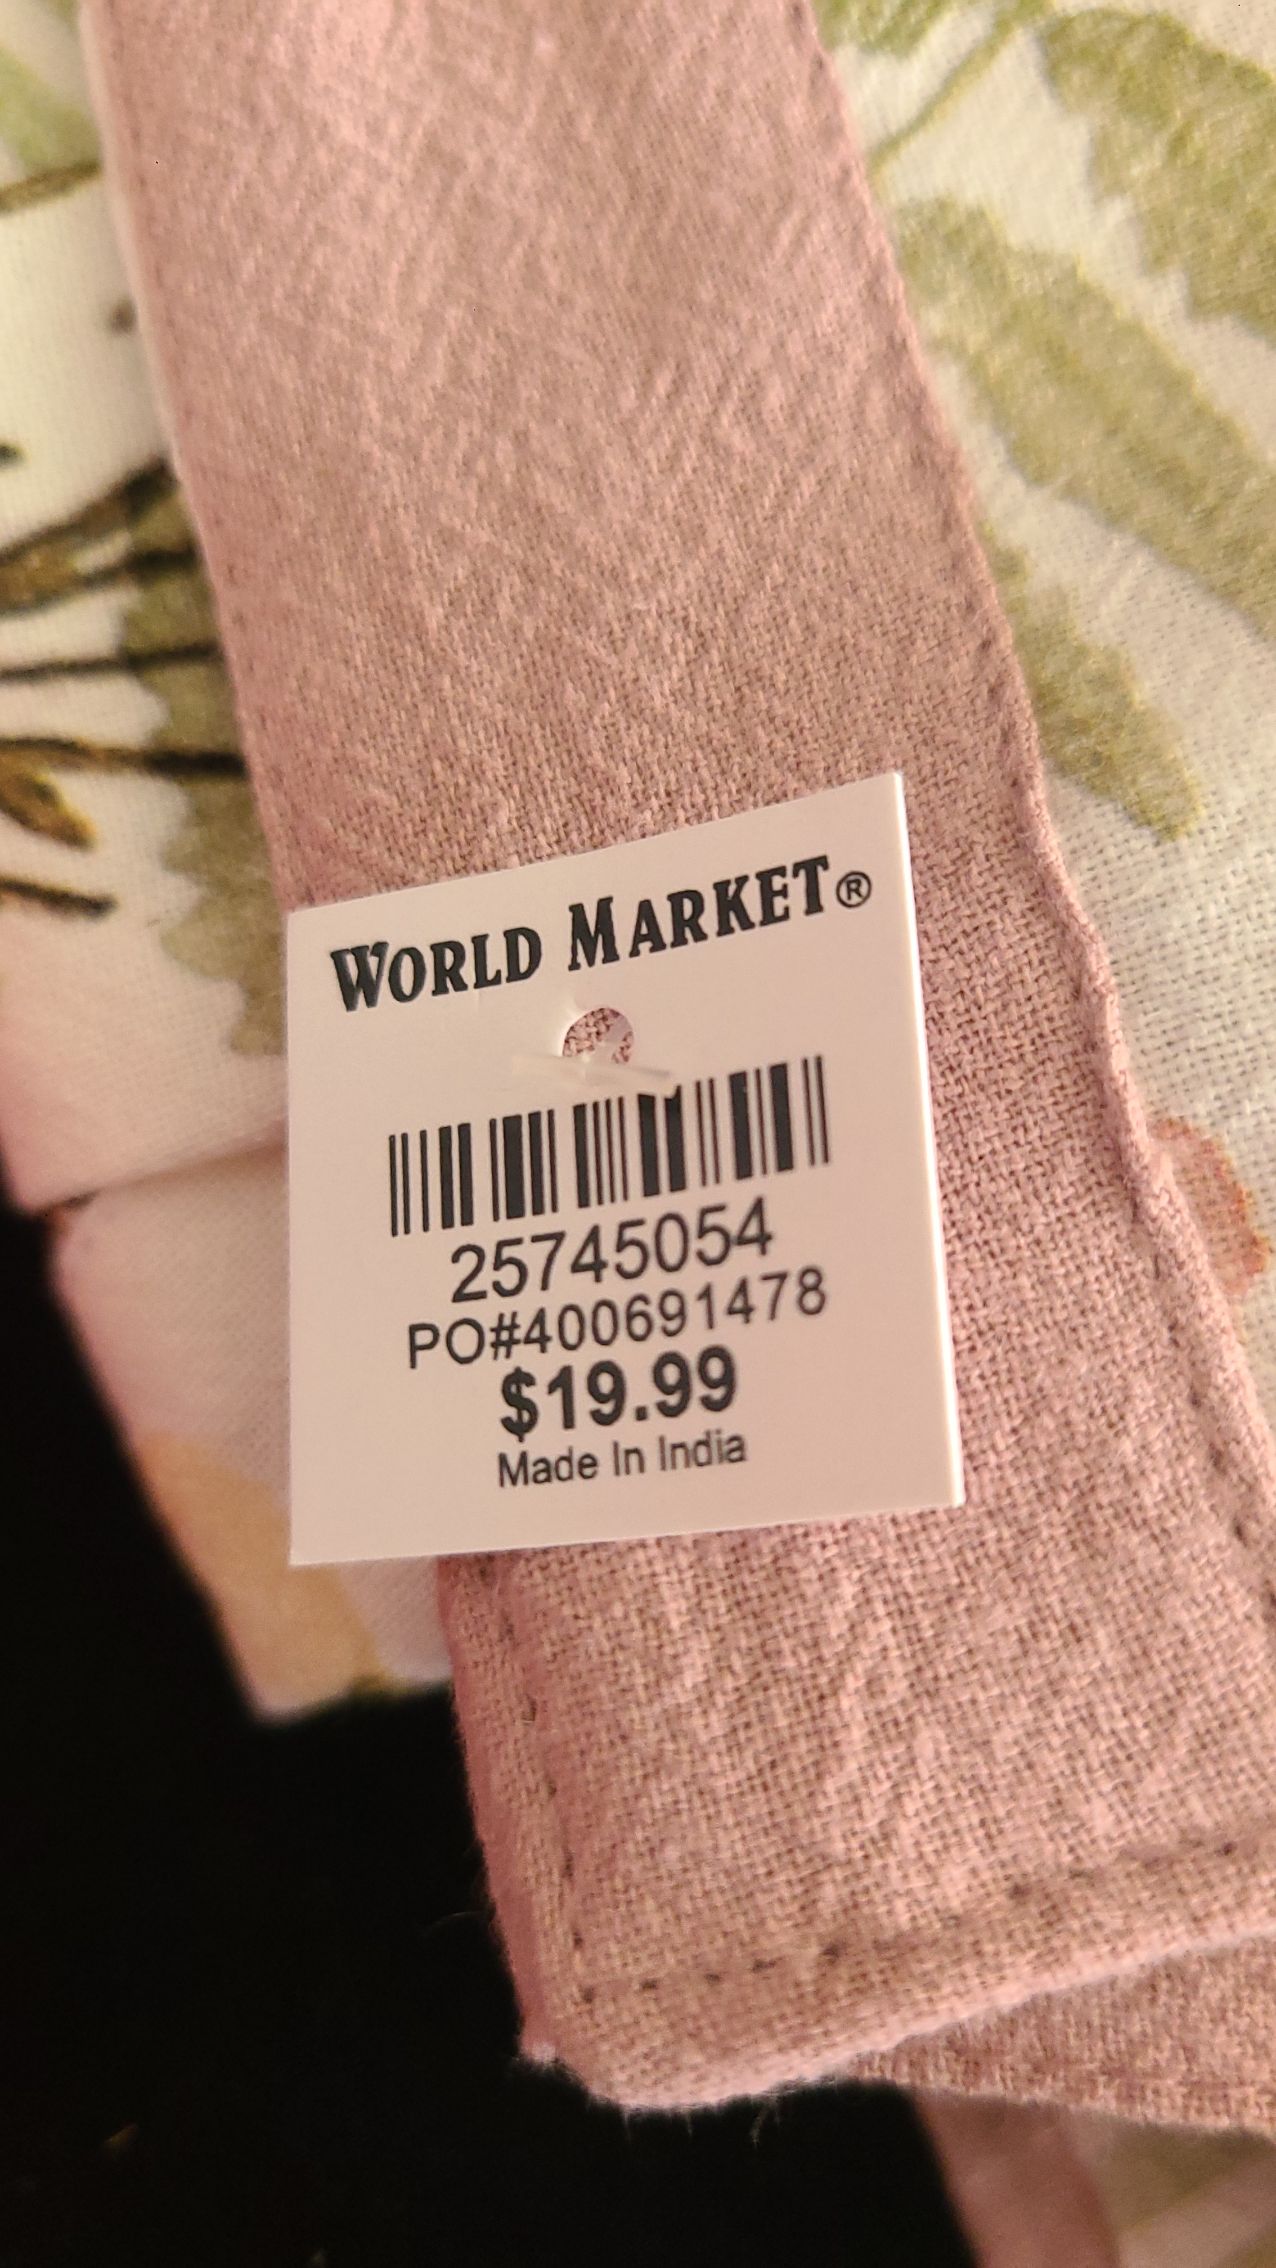 WORLD MARKET®
25745054
PO#400691478
$19.99
Made In India